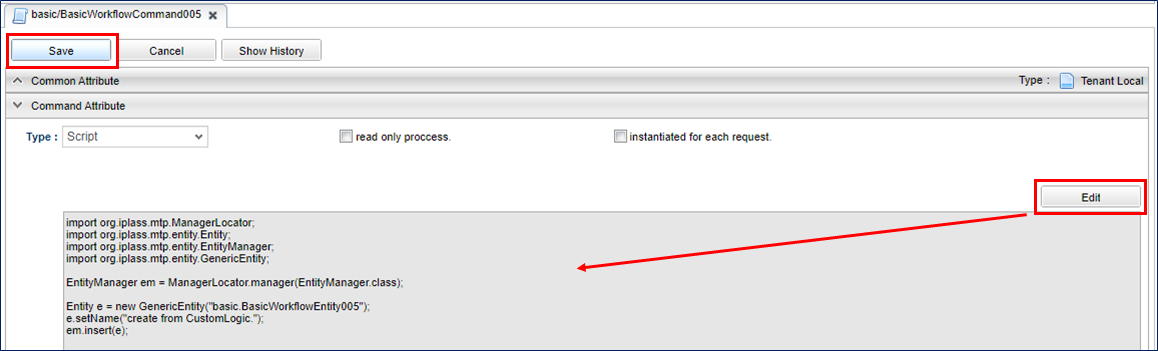 basic/BasicWorkflowCommand005
Save Cancel Show History
Common Attribute Type : Tenant Local
Command Attribute
Type : Script read only proccess. instantiated for each request.
Edit
import org.iplass.mtp.ManagerLocator;
import org.iplass.mtp.entity.Entity;
import org.iplass.mtp.entity.EntityManager;
import org.iplass.mtp.entity.GenericEntity;
EntityManager em = ManagerLocator.manager(EntityManager.class);
Entity e = new GenericEntity("basic.BasicWorkflowEntity005");
e.setName("create from CustomLogic.");
em.insert(e);